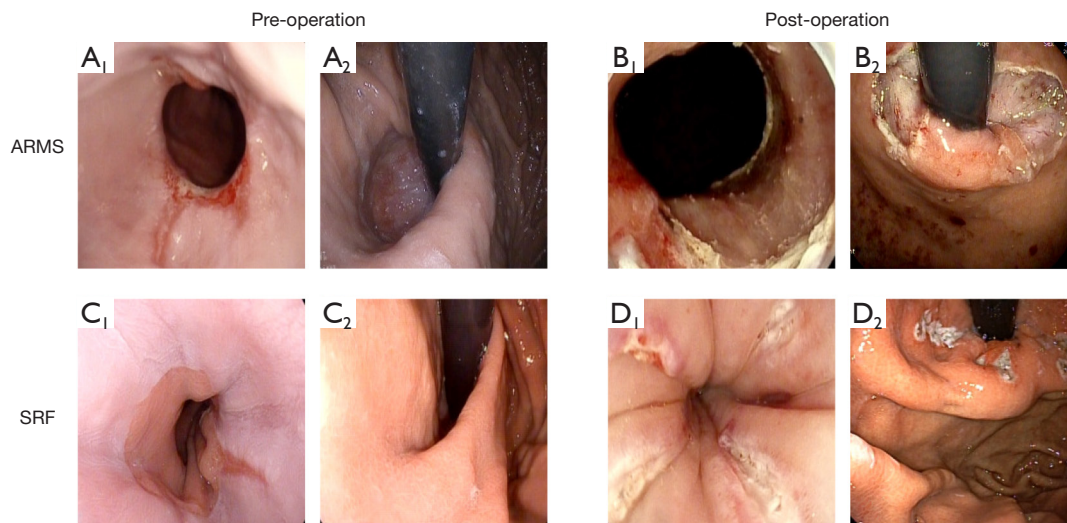 Pre-operation
Post-operation
A1
A2
B1
B2
ARMS
C1
C2
D1
D2
SRF